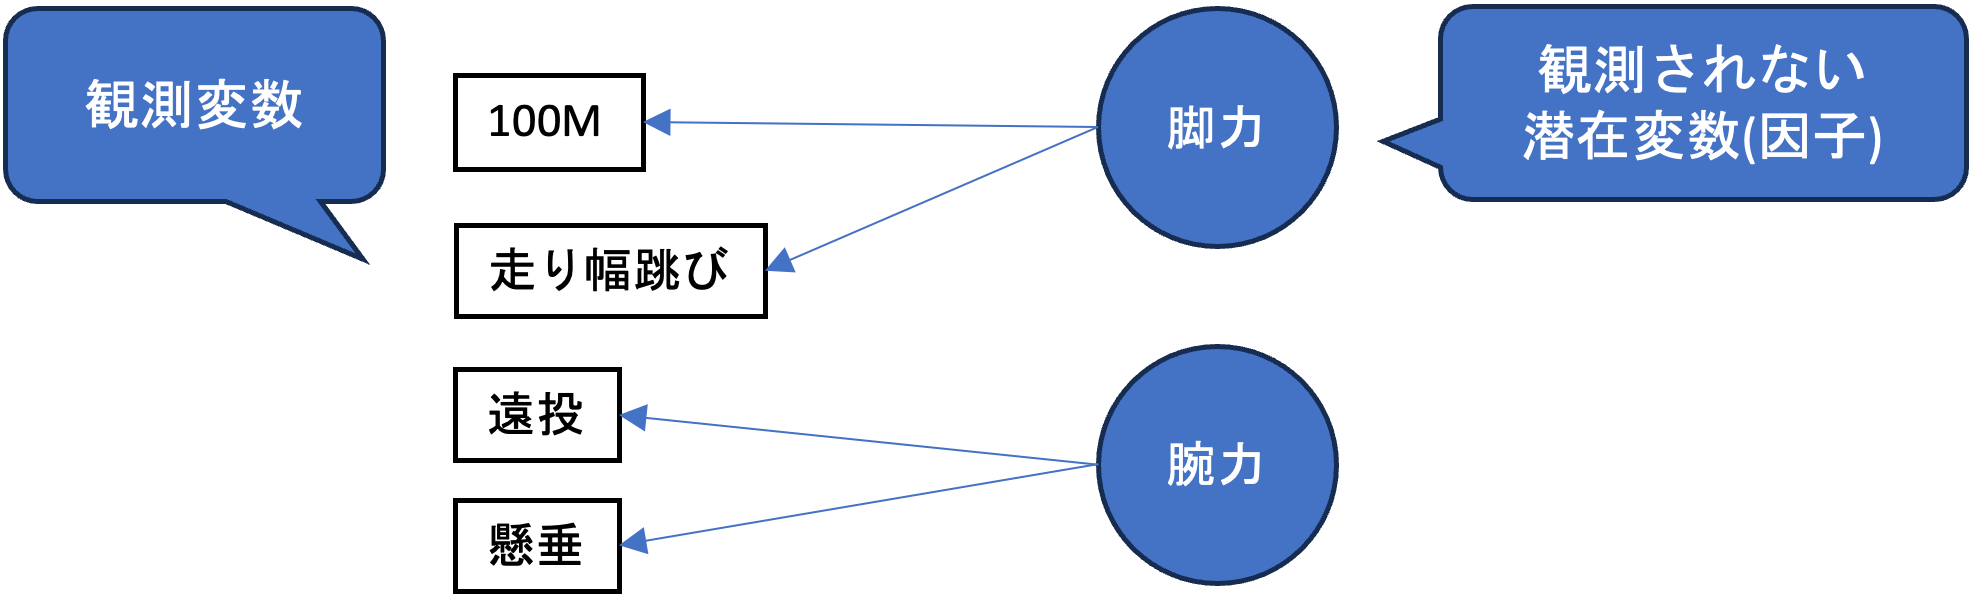 観測変数
100M
走り幅跳び
遠投
懸垂
脚力
腕力
観測されない
潜在変数(因子)